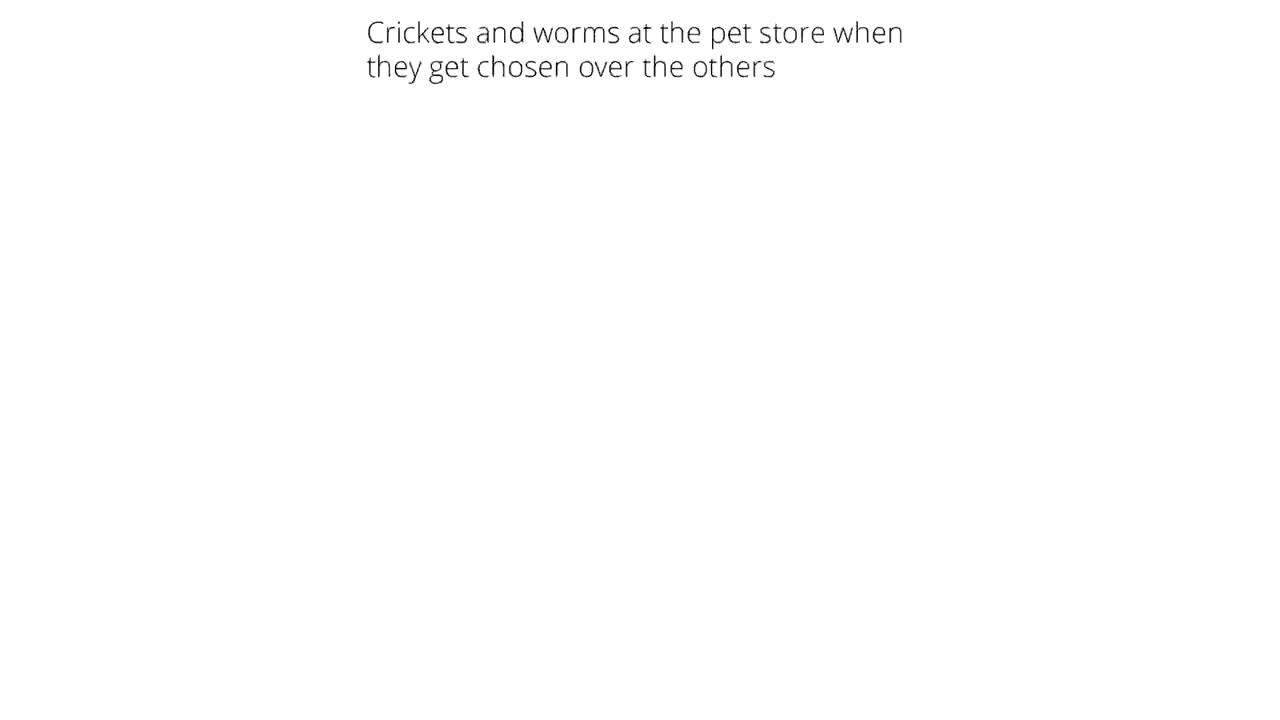 Crickets and worms at the pet store when
they get chosen over the others